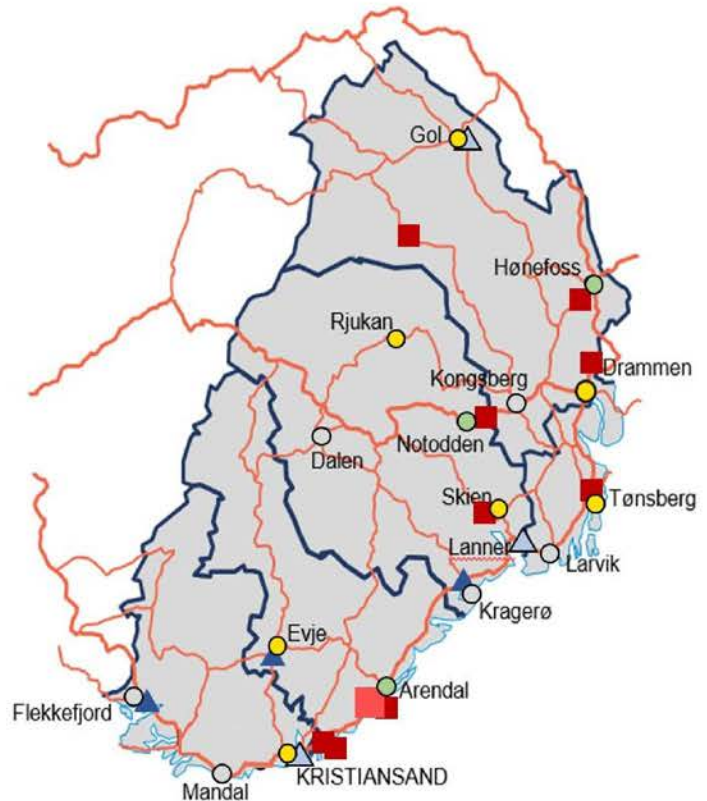 Gol
Hønefoss
Rjukan
Drammen
Kongsberg
Notodden
Dalen
Skien
Tønsberg
Lanner
Larvik
Kragerø
Evje
Arendal
Flekkefjord
KRISTIANSAND
Mandal